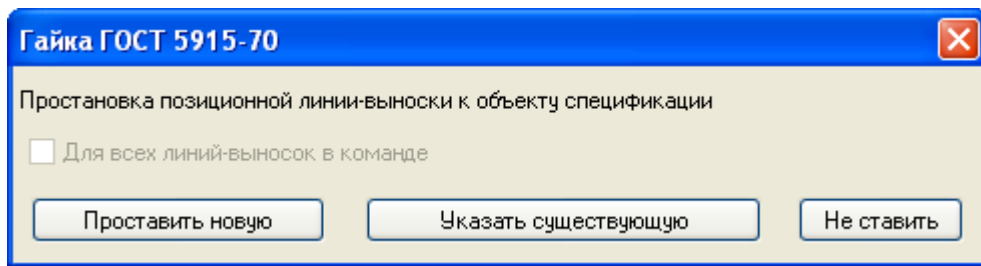 Гайка ГОСТ 5915-70
Простановка позиционной линии-выноски к объекту спецификации
Для всех линий-выносок в команде
Проставить новую Указать существующую Не ставить